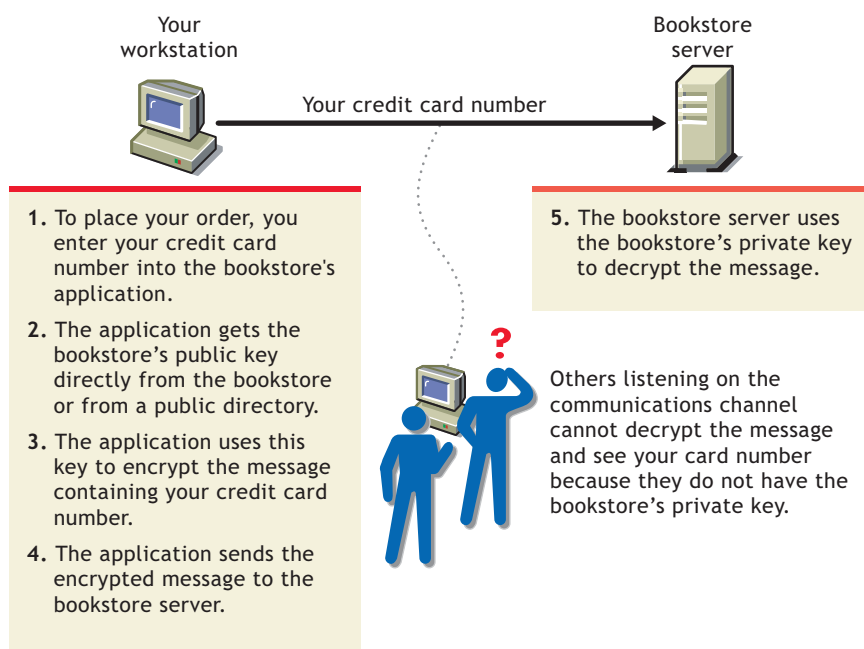 Your
workstation
Bookstore
server
Your credit card number
1. To place your order, you
enter your credit card
number into the bookstore's
application.
2. The application gets the
bookstore’s public key
directly from the bookstore
or from a public directory.
3. The application uses this
key to encrypt the message
containing your credit card
number.
4. The application sends the
encrypted message to the
bookstore server.
5. The bookstore server uses
the bookstore’s private key
to decrypt the message.
?
Others listening on the
communications channel
cannot decrypt the message
and see your card number
because they do not have the
bookstore’s private key.